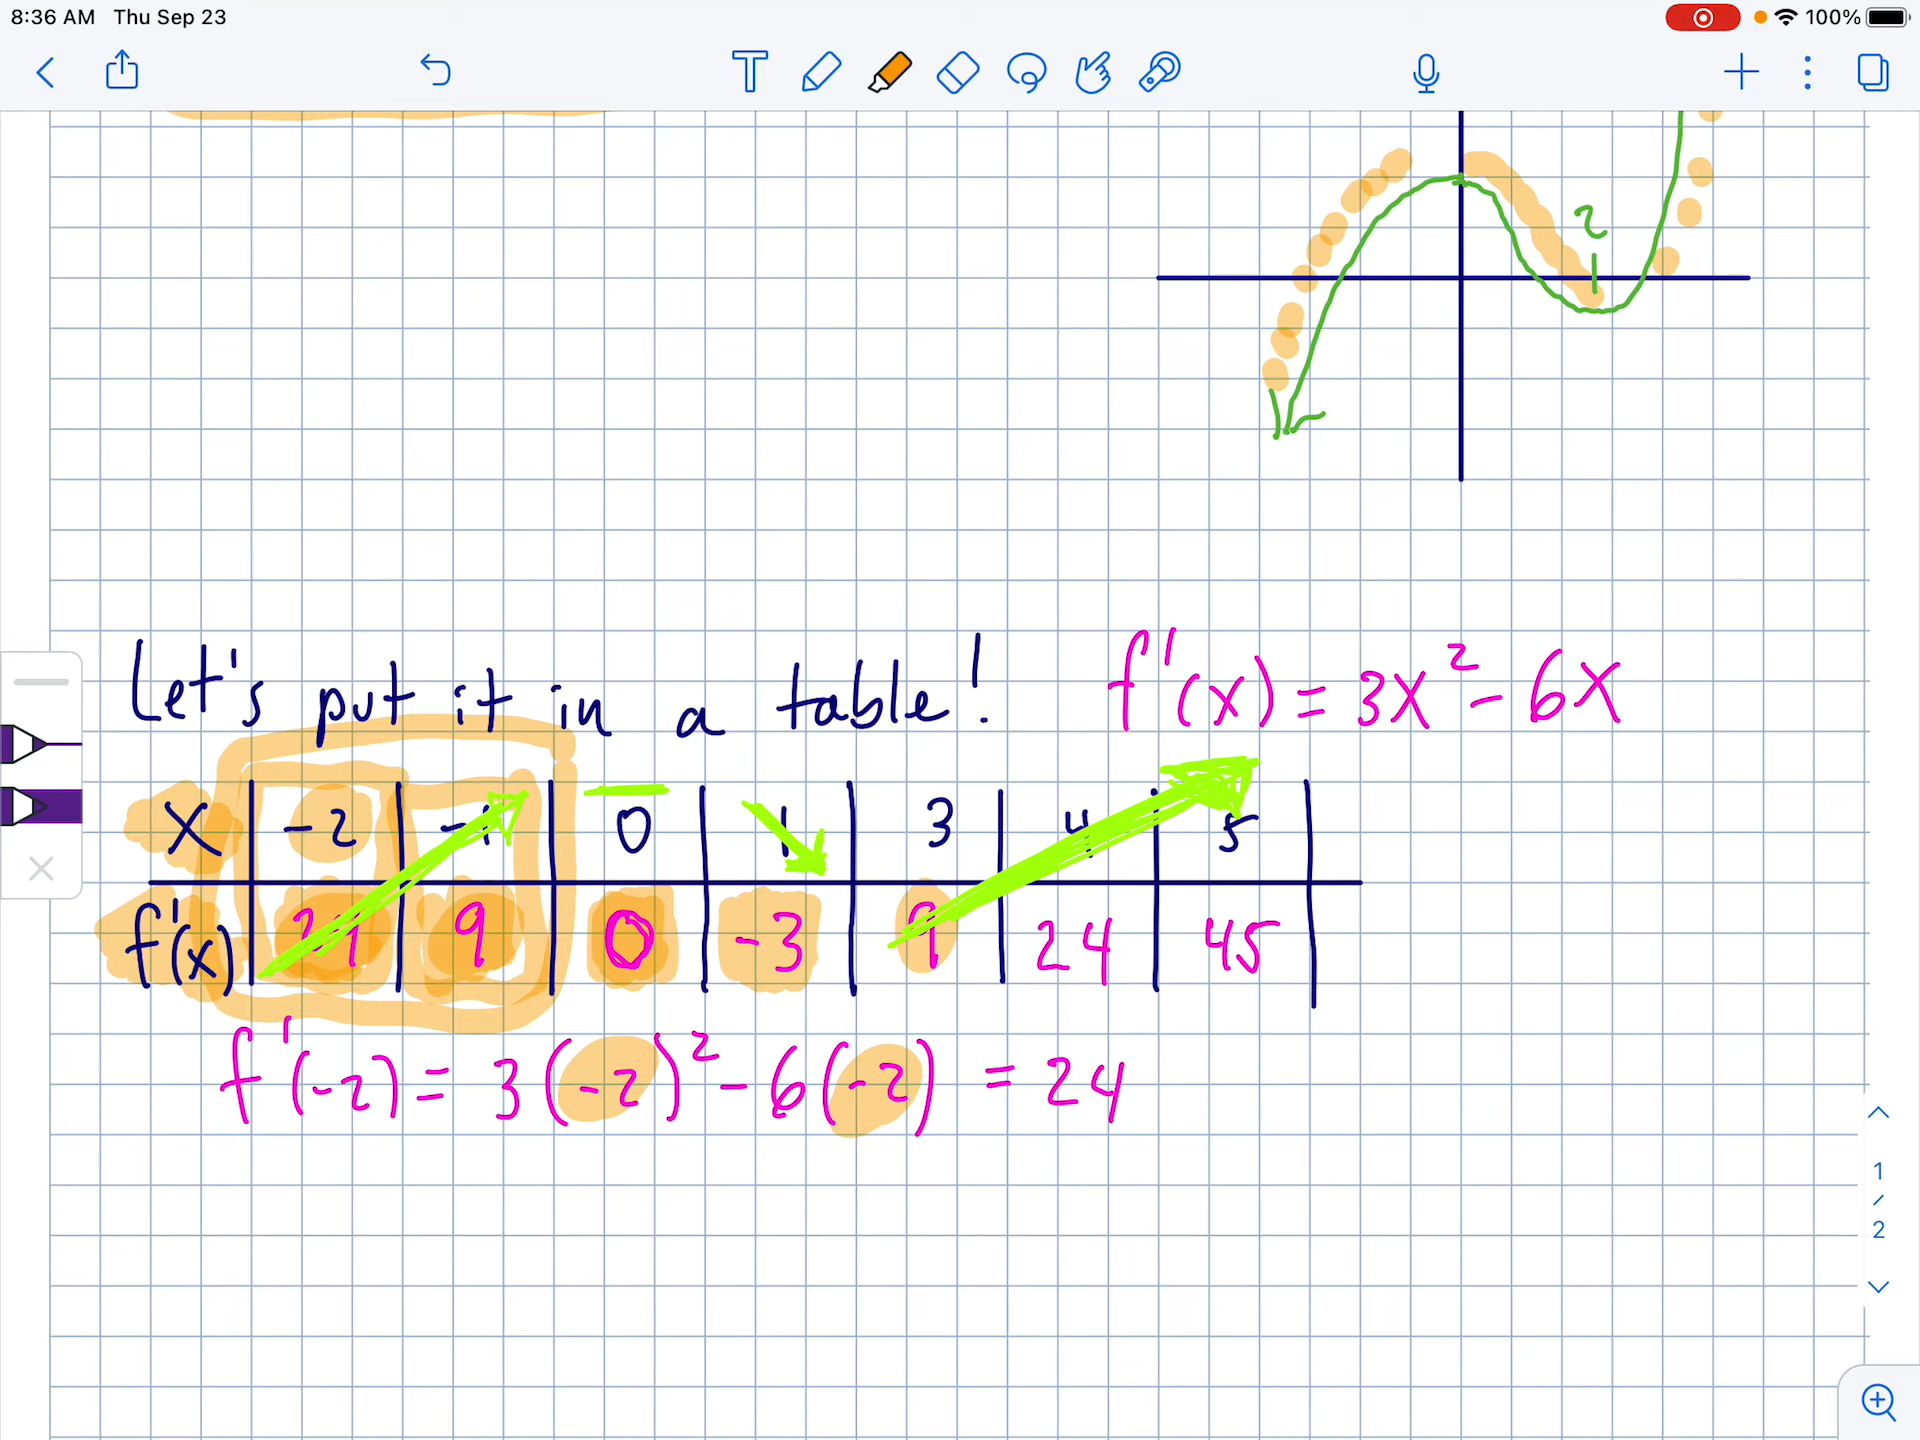 8:36 AM Thu Sep 23
100%
2
Let's put it in a table! f'(x) = 3x² - 6x
x -2 -1 0 1 3 4 5
f'(x) 24 9 0 -3 9 24 45
f'(-2) = 3(-2)² - 6(-2) = 24
1
/
2